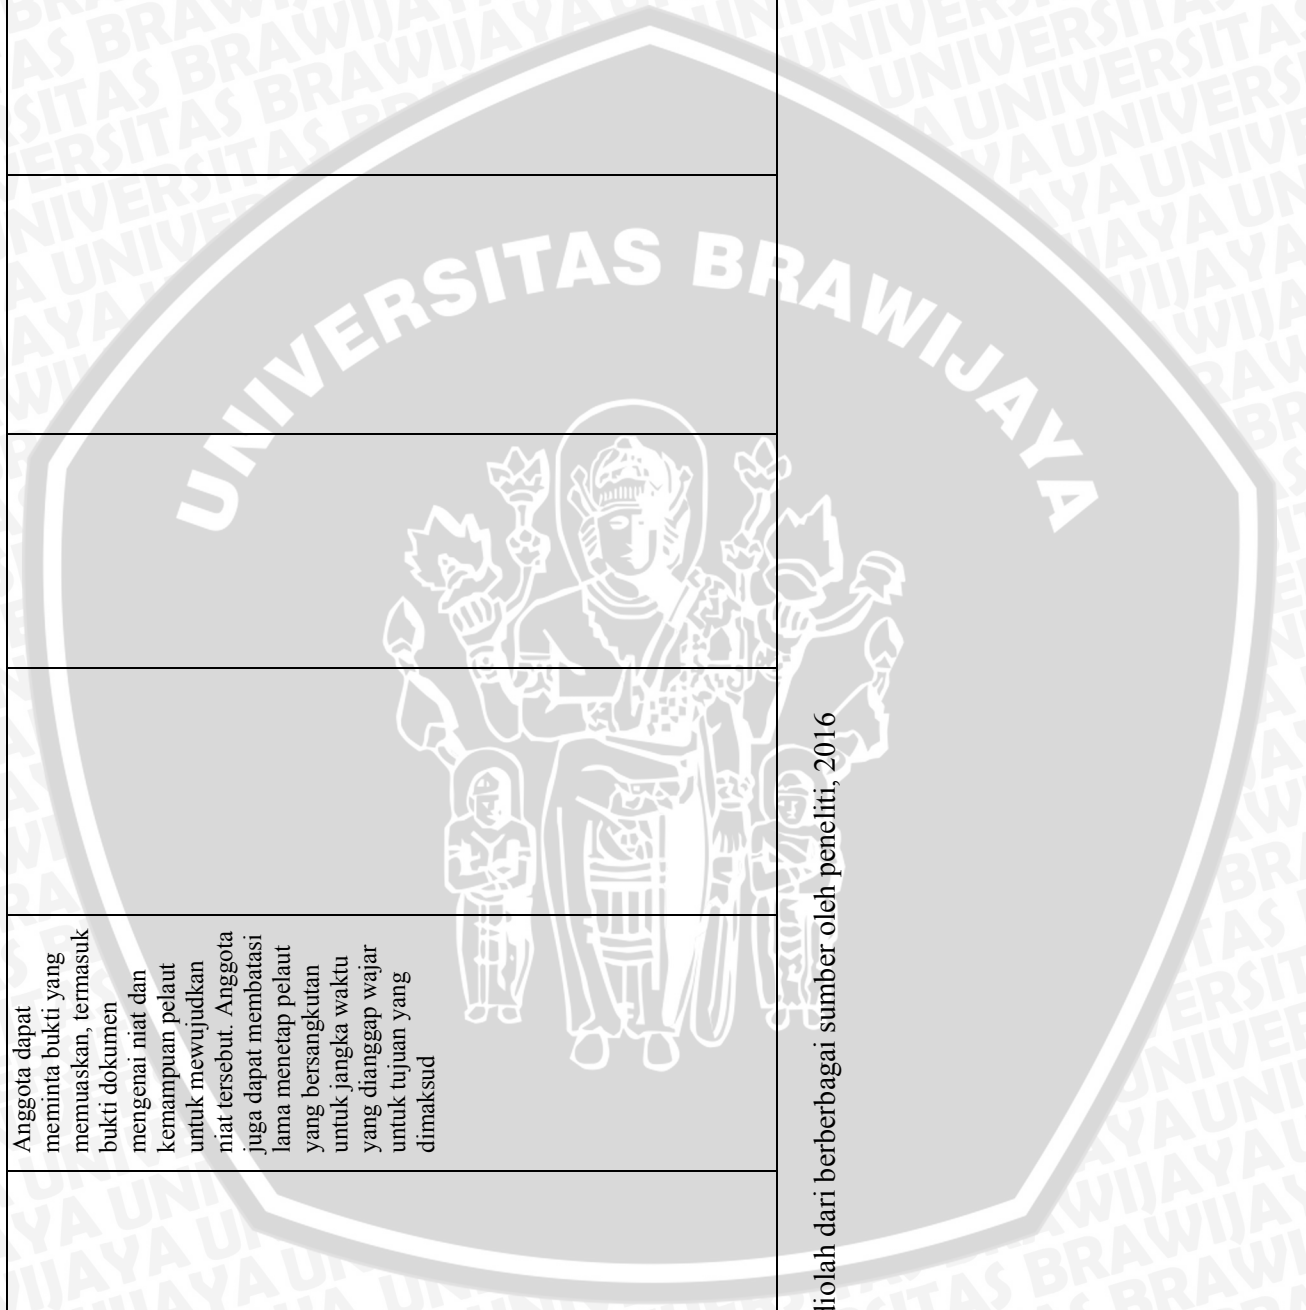 Anggota dapat
meminta bukti yang
memuaskan, termasuk
bukti dokumen
mengenai niat dan
kemampuan pelaut
untuk mewujudkan
niat tersebut. Anggota
juga dapat membatasi
lama menetap pelaut
yang bersangkutan
untuk jangka waktu
yang dianggap wajar
untuk tujuan yang
dimaksud
diolah dari berberbagai sumber oleh peneliti, 2016
UNIVERSITAS BRAWIJAYA